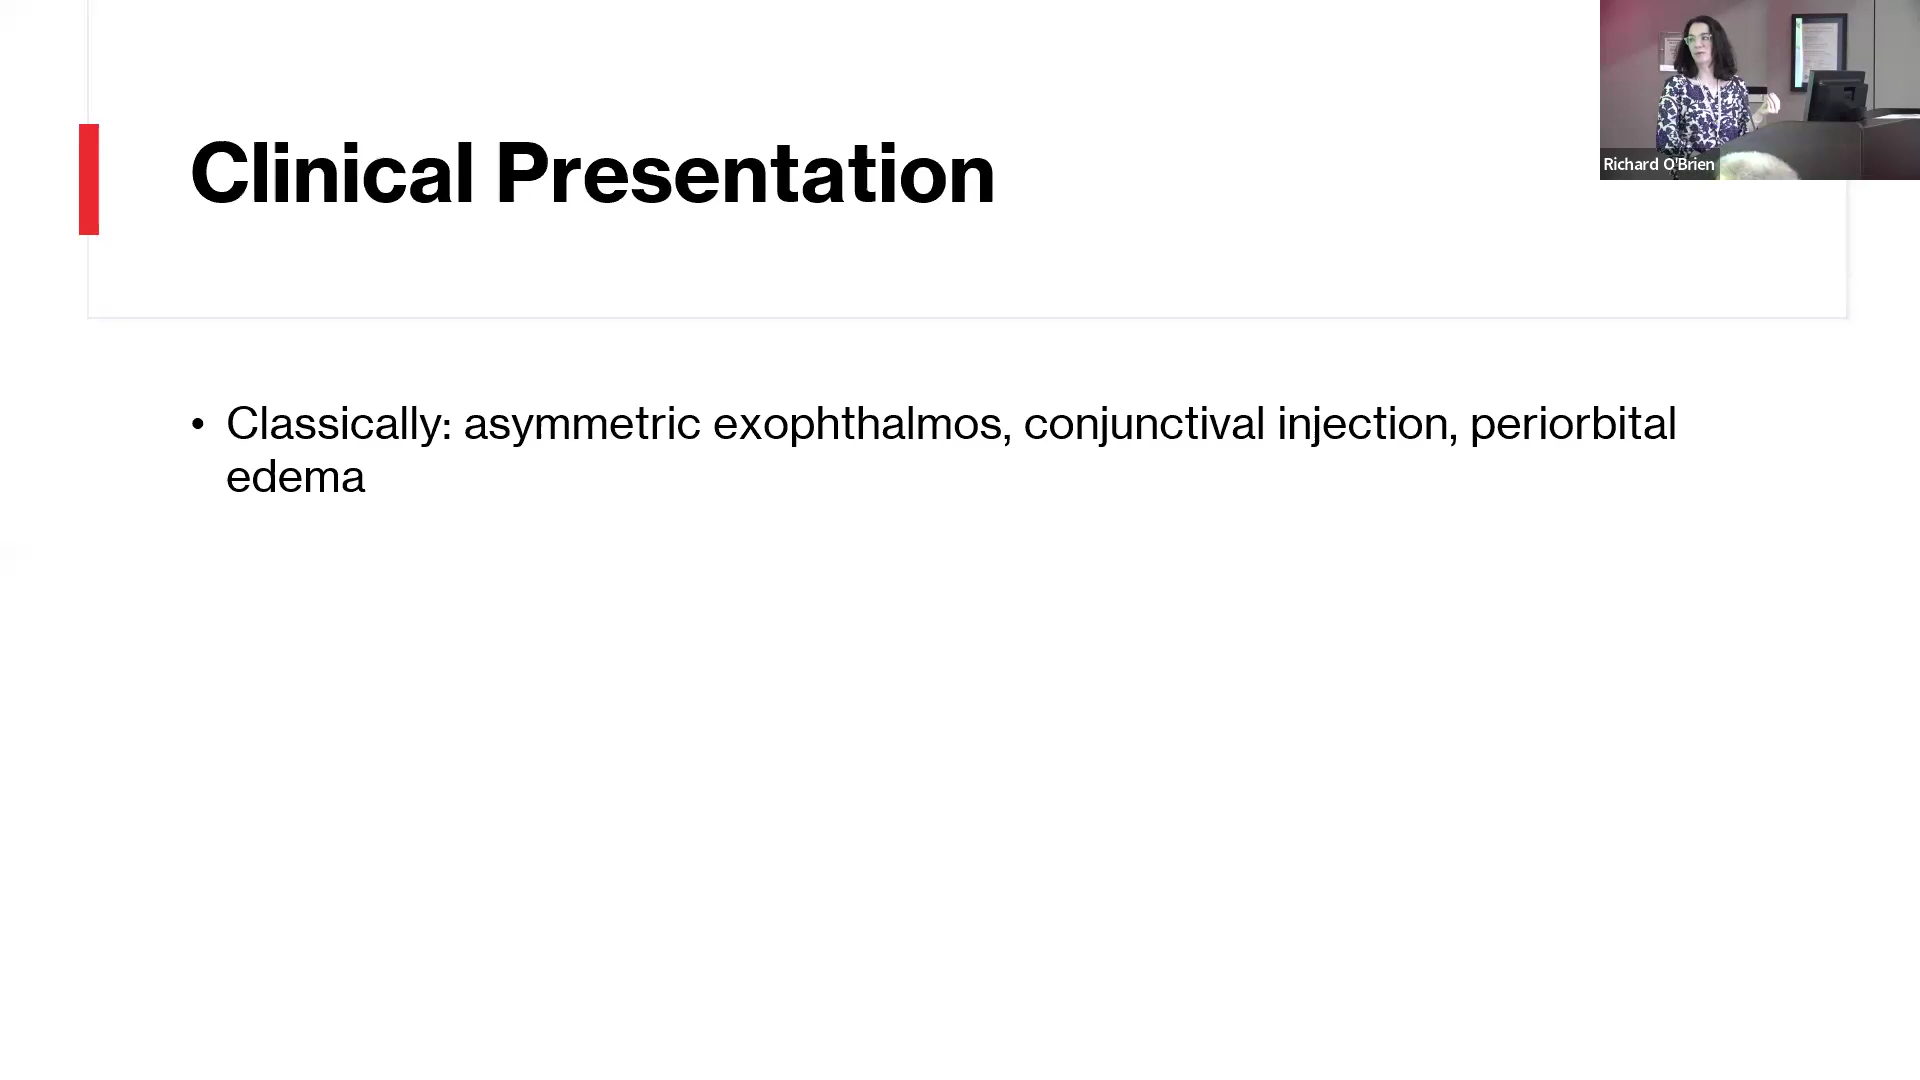 Clinical Presentation
Richard O'Brien
• Classically: asymmetric exophthalmos, conjunctival injection, periorbital
edema